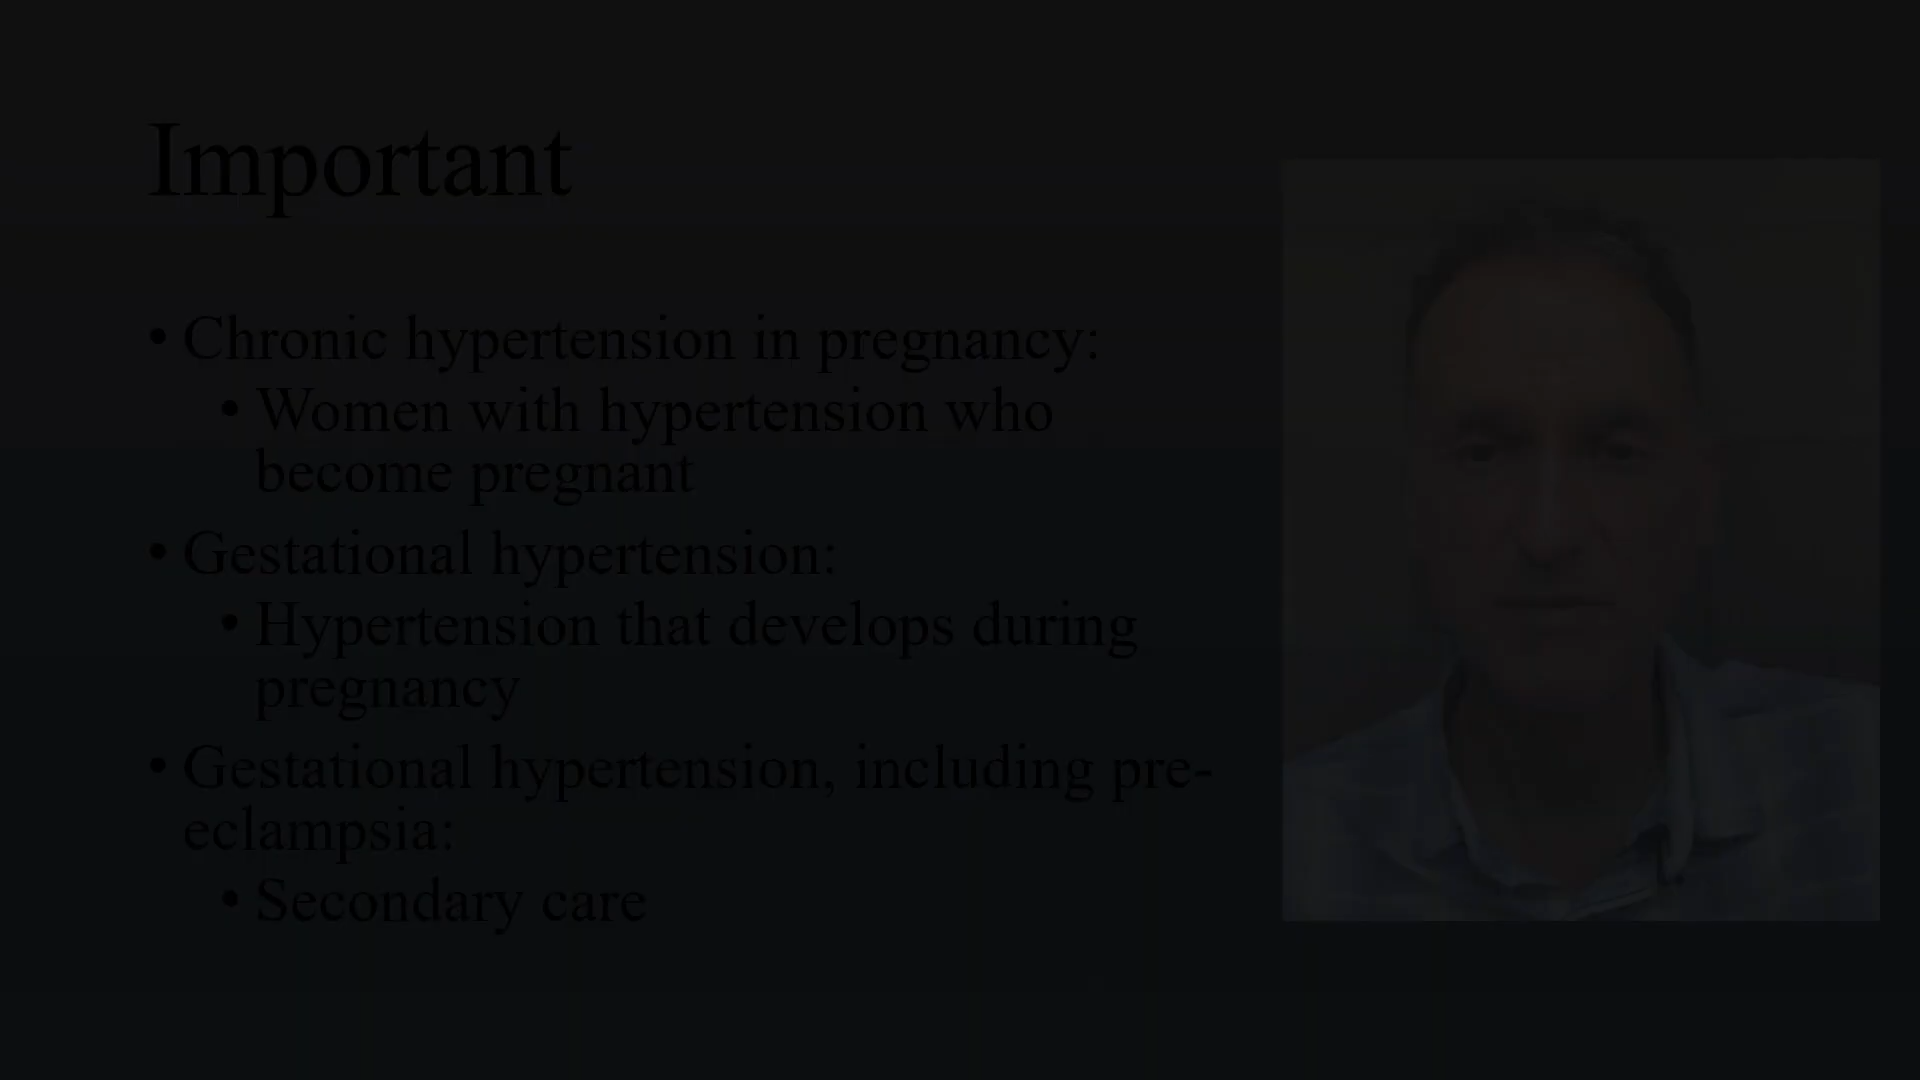 Important
• Chronic hypertension in pregnancy:
• Women with hypertension who
become pregnant
• Gestational hypertension:
• Hypertension that develops during
pregnancy
• Gestational hypertension, including pre-
eclampsia:
• Secondary care